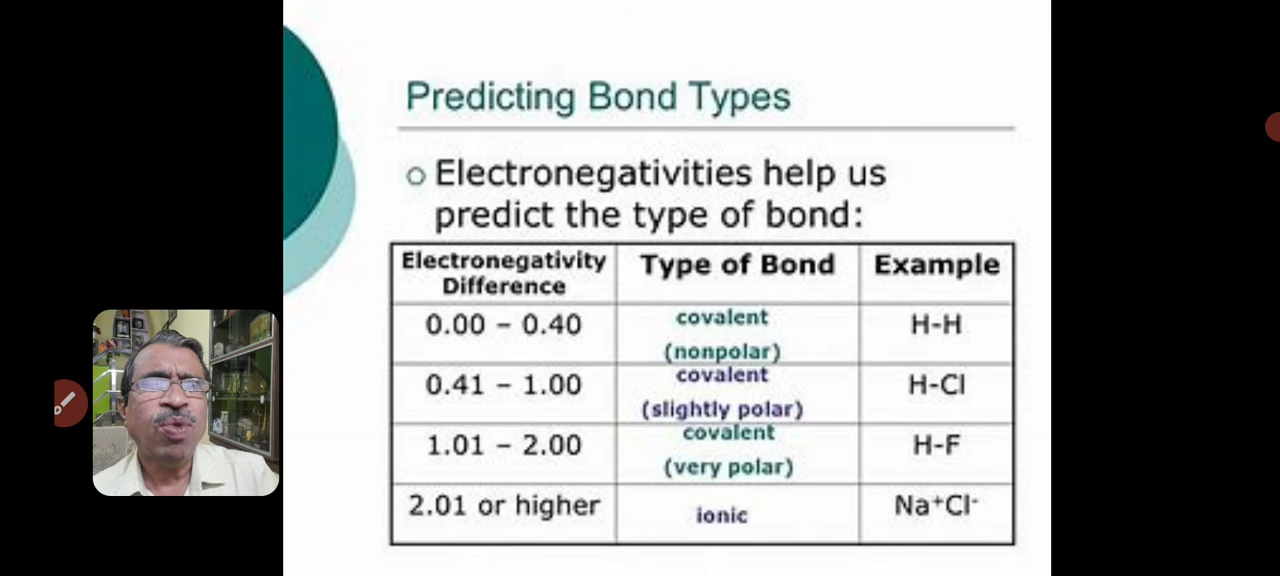 Predicting Bond Types
Electronegativities help us
predict the type of bond:
Electronegativity
Difference
Type of Bond
Example
0.00 – 0.40
covalent
(nonpolar)
H-H
0.41 – 1.00
covalent
(slightly polar)
H-Cl
1.01 – 2.00
covalent
(very polar)
H-F
2.01 or higher
ionic
Na⁺Cl⁻